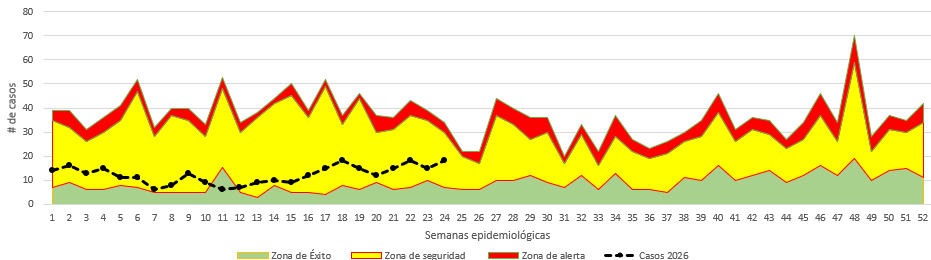 80
70
60
50
40
30
20
10
0
# de casos
1 2 3 4 5 6 7 8 9 10 11 12 13 14 15 16 17 18 19 20 21 22 23 24 25 26 27 28 29 30 31 32 33 34 35 36 37 38 39 40 41 42 43 44 45 46 47 48 49 50 51 52
Semanas epidemiológicas
Zona de Éxito Zona de seguridad Zona de alerta Casos 2026